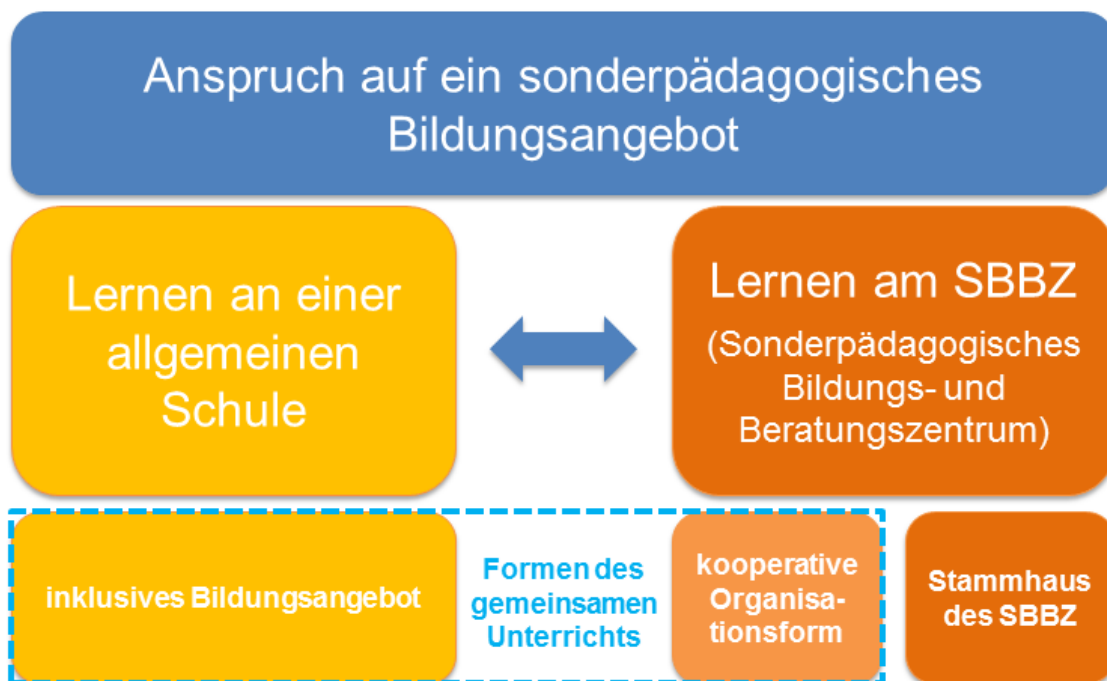 Anspruch auf ein sonderpädagogisches
Bildungsangebot
Lernen an einer
allgemeinen
Schule
Lernen am SBBZ
(Sonderpädagogisches
Bildungs- und
Beratungszentrum)
inklusives Bildungsangebot
Formen des
gemeinsamen
Unterrichts
kooperative
Organisa-
tionsform
Stammhaus
des SBBZ